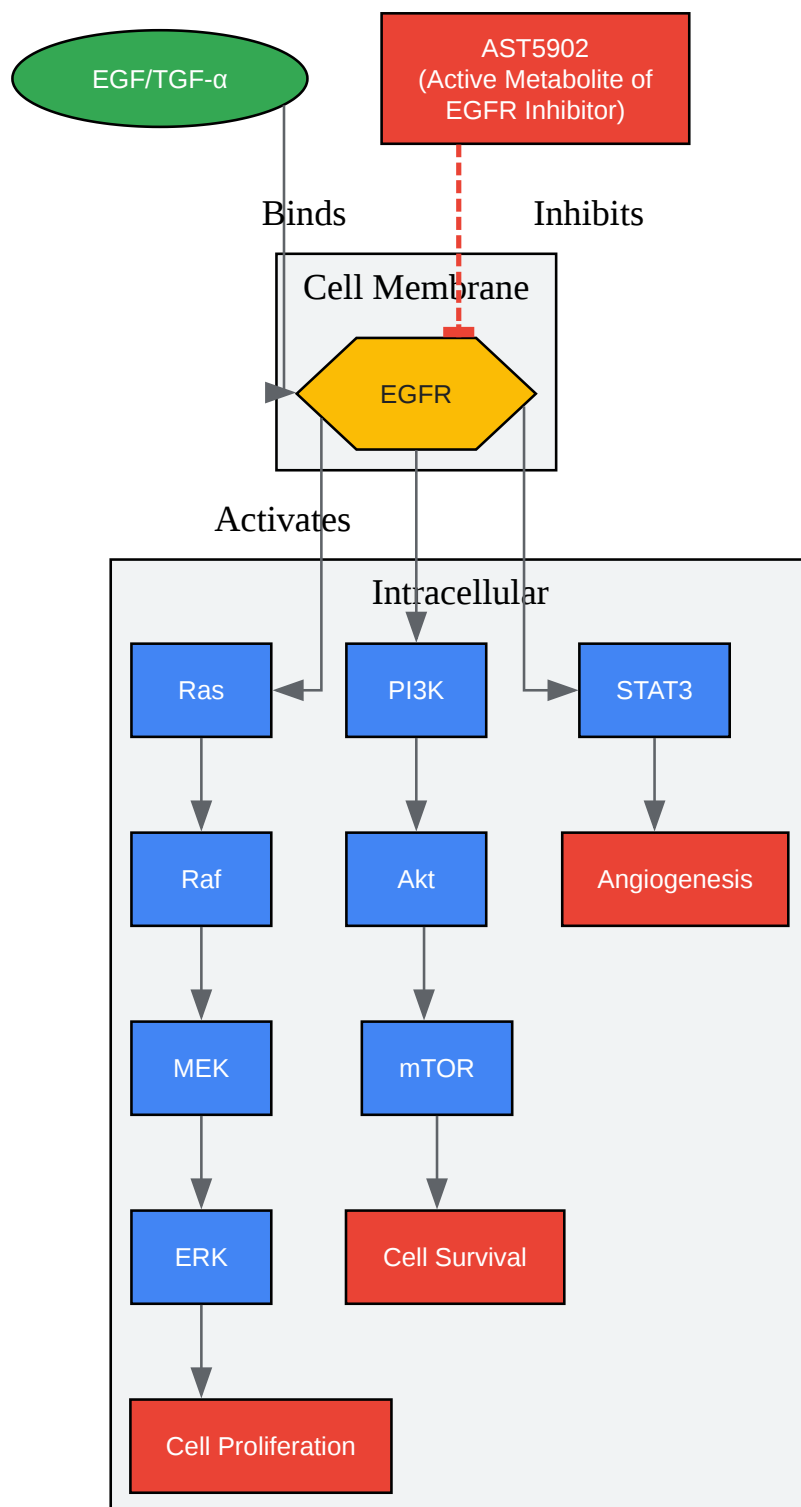 EGF/TGF-α
AST5902
(Active Metabolite of
EGFR Inhibitor)
Binds
Inhibits
Cell Membrane
EGFR
Activates
Intracellular
Ras
PI3K
STAT3
Raf
Akt
Angiogenesis
MEK
mTOR
ERK
Cell Survival
Cell Proliferation